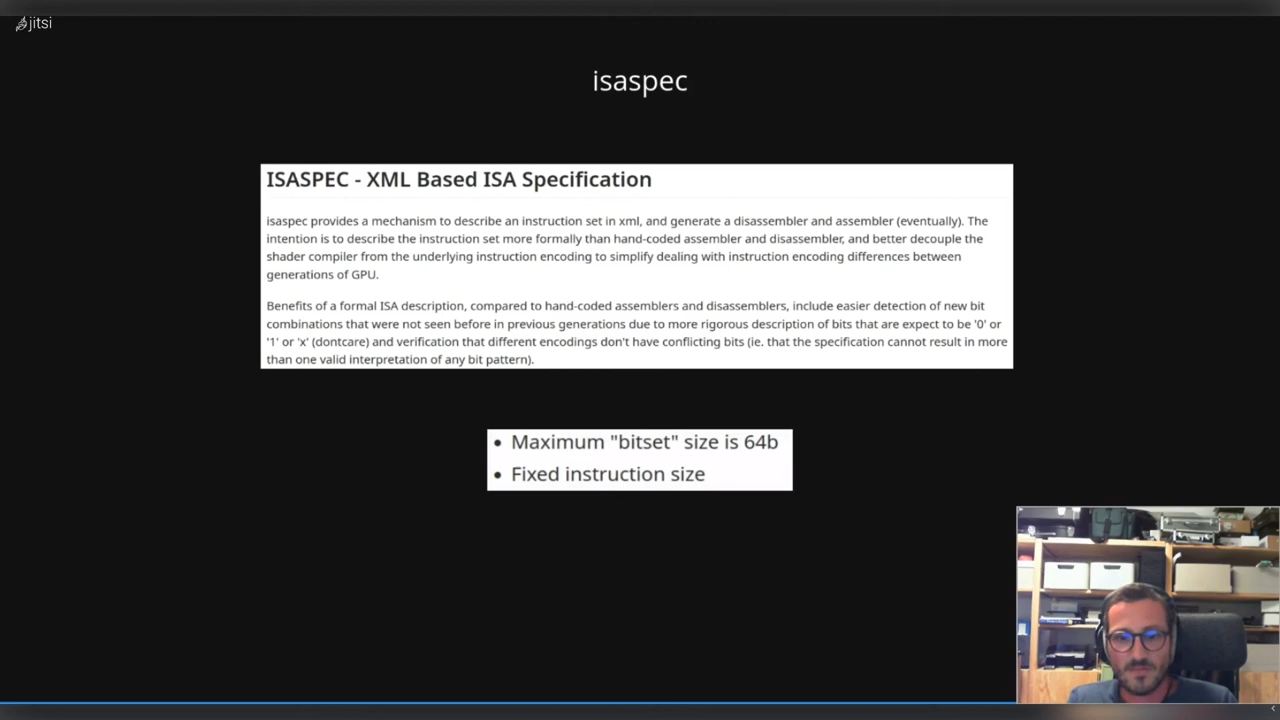 jitsi
isaspec
ISASPEC - XML Based ISA Specification
isaspec provides a mechanism to describe an instruction set in xml, and generate a disassembler and assembler (eventually). The
intention is to describe the instruction set more formally than hand-coded assembler and disassembler, and better decouple the
shader compiler from the underlying instruction encoding to simplify dealing with instruction encoding differences between
generations of GPU.
Benefits of a formal ISA description, compared to hand-coded assemblers and disassemblers, include easier detection of new bit
combinations that were not seen before in previous generations due to more rigorous description of bits that are expect to be '0' or
'1' or 'x' (dontcare) and verification that different encodings don't have conflicting bits (ie. that the specification cannot result in more
than one valid interpretation of any bit pattern).
• Maximum "bitset" size is 64b
• Fixed instruction size